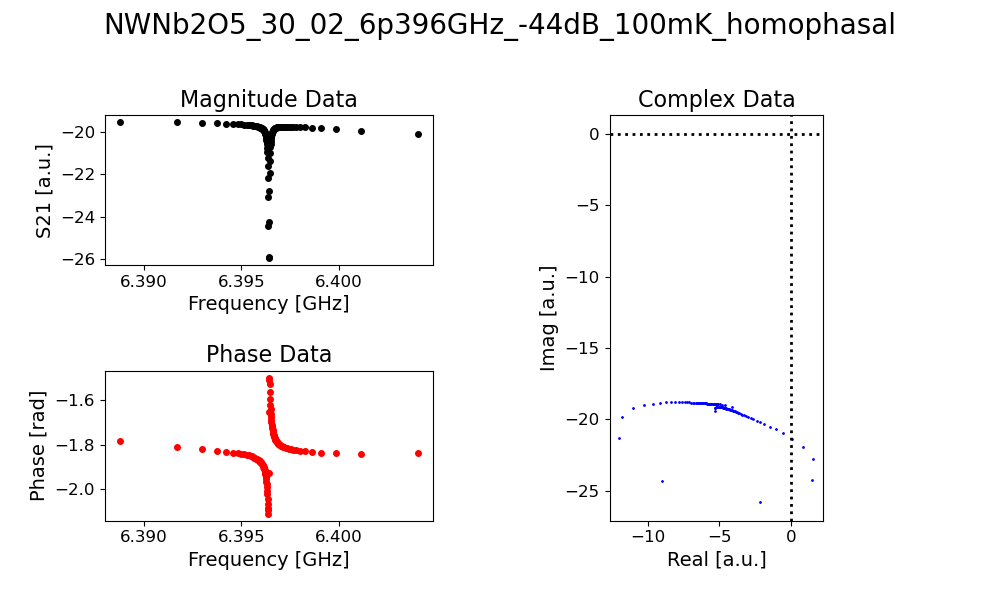 NWNb2O5_30_02_6p396GHz_-44dB_100mK_homophasal
Magnitude Data
S21 [a.u.]
−20
−22
−24
−26
6.390
6.395
6.400
Frequency [GHz]
Phase Data
Phase [rad]
−1.6
−1.8
−2.0
6.390
6.395
6.400
Frequency [GHz]
Complex Data
Imag [a.u.]
0
−5
−10
−15
−20
−25
−10
−5
0
Real [a.u.]